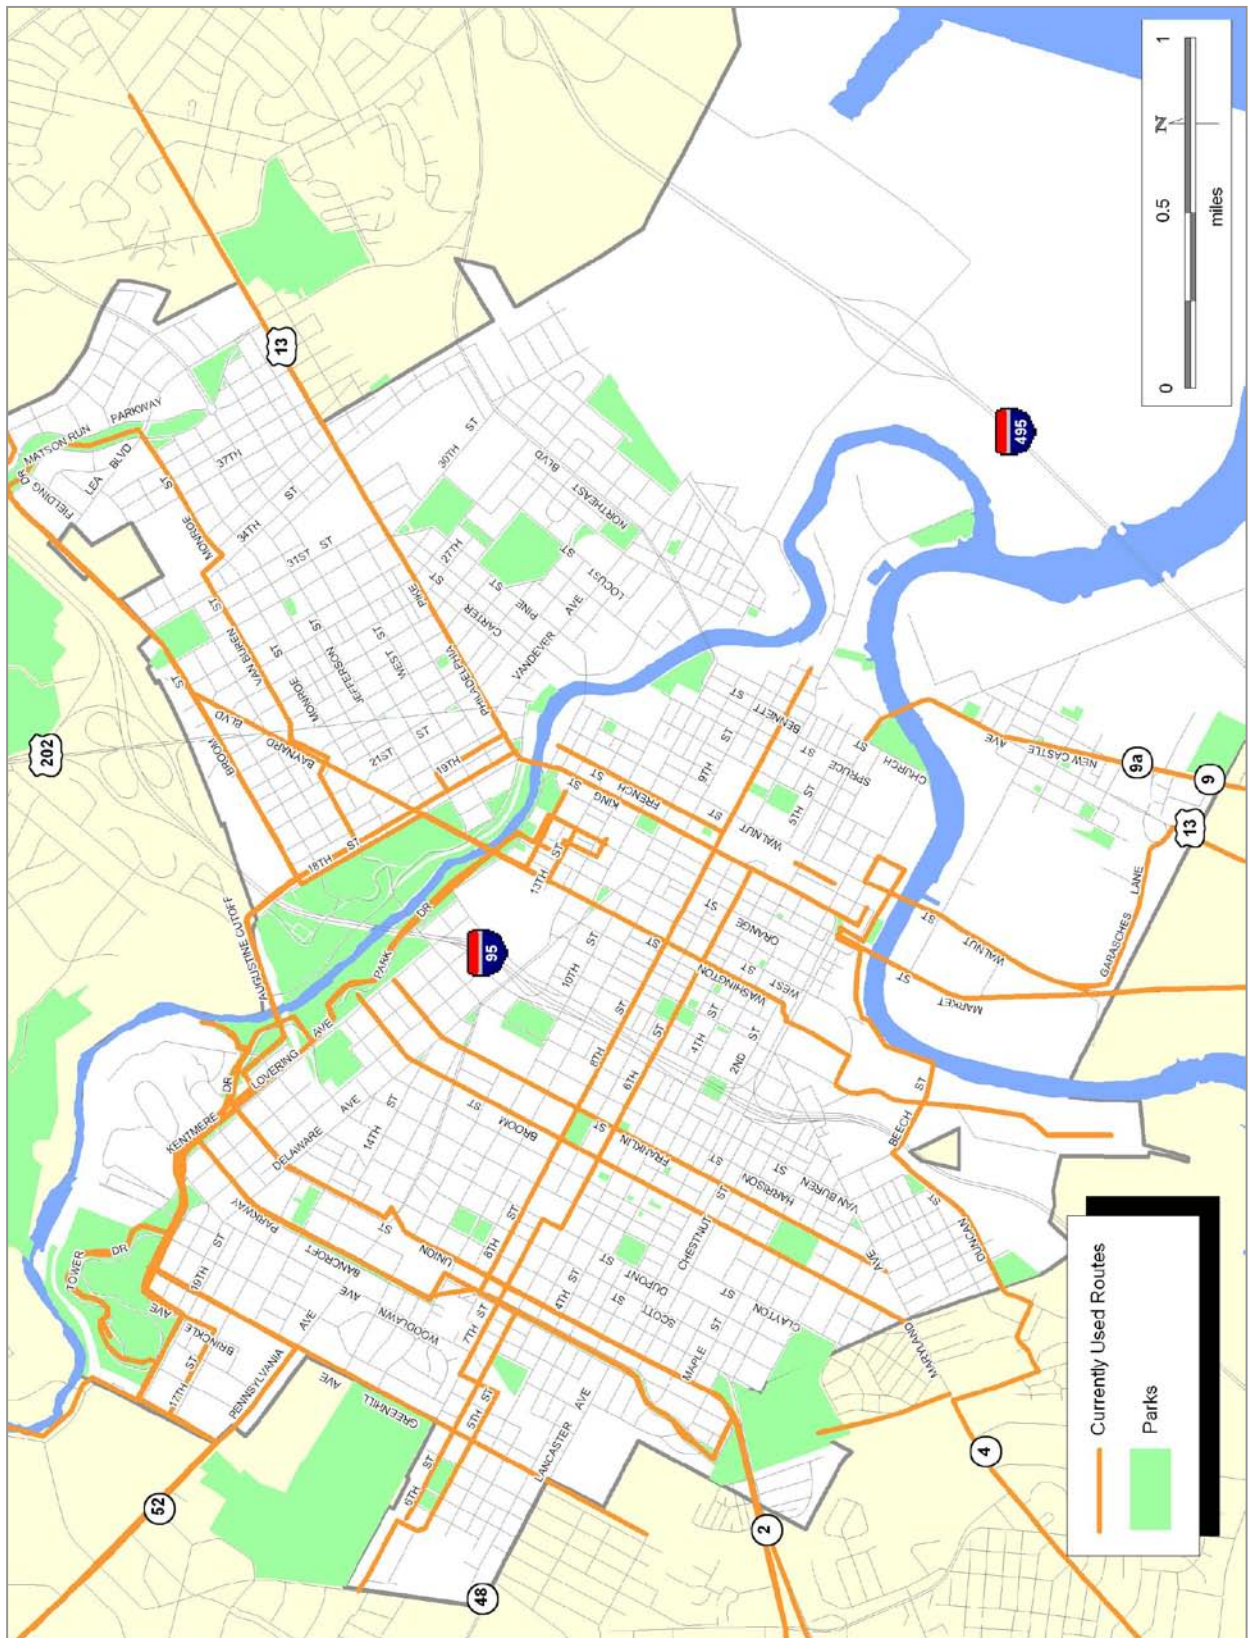 13
202
95
495
9a
9
13
52
48
2
4
MATSON RUN PARKWAY
FIELDING DR
LEA BLVD
37TH ST
MONROE ST
34TH ST
31ST ST
30TH ST
27TH ST
VAN BUREN ST
MONROE ST
JEFFERSON ST
WEST ST
CARTER ST
PINE ST
LOCUST ST
NORTHEAST BLVD
VANDEVER AVE
PHILADELPHIA PIKE
BROOM ST
BAYNARD BLVD
21ST ST
19TH ST
18TH ST
AUGUSTINE CUTOFF
PARK DR
LOVERING AVE
KENTMERE DR
TOWER DR
BRINCKLE AVE
19TH ST
17TH ST
PENNSYLVANIA AVE
PARKWAY
BANCROFT
WOODLAWN AVE
GREENHILL AVE
UNION ST
DELAWARE AVE
14TH ST
13TH ST
10TH ST
9TH ST
8TH ST
8TH ST
7TH ST
6TH ST
6TH ST
5TH ST
5TH ST
4TH ST
4TH ST
2ND ST
KING ST
FRENCH ST
WALNUT ST
BENNETT ST
SPRUCE ST
CHURCH ST
ORANGE ST
WEST ST
WASHINGTON ST
BROOM ST
FRANKLIN ST
HARRISON ST
VAN BUREN ST
CHESTNUT ST
DUPONT ST
SCOTT ST
CLAYTON ST
MAPLE ST
LANCASTER AVE
MARYLAND AVE
DUNCAN ST
BEECH ST
MARKET ST
WALNUT ST
GARASCHES LANE
NEW CASTLE AVE
0
0.5
1
N
miles
Currently Used Routes
Parks